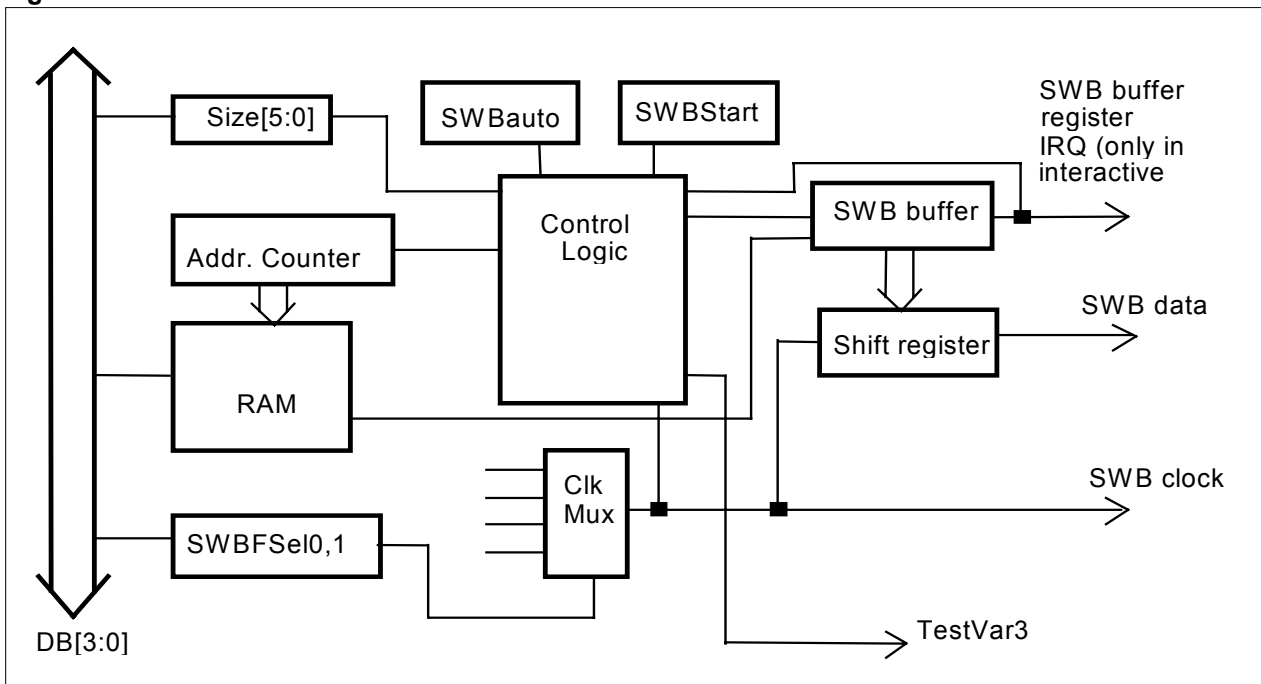 SWB buffer
register
IRQ (only in
interactive
Size[5:0]
SWBauto
SWBStart
SWB buffer
Control
Logic
Addr. Counter
SWB data
Shift register
RAM
Clk
Mux
SWB clock
SWBFSel0,1
TestVar3
DB[3:0]